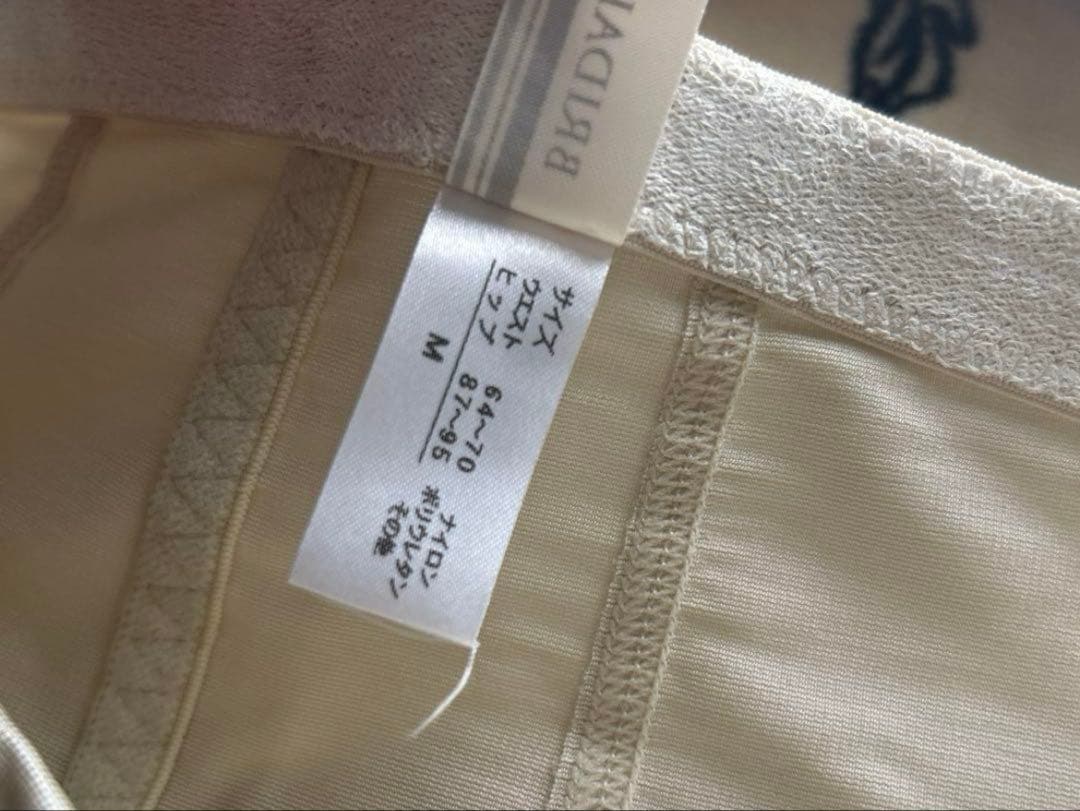 BRIDA
サイズ
ウエスト 64~70
ヒップ 87~95
M
ナイロン
ポリウレタン
その他